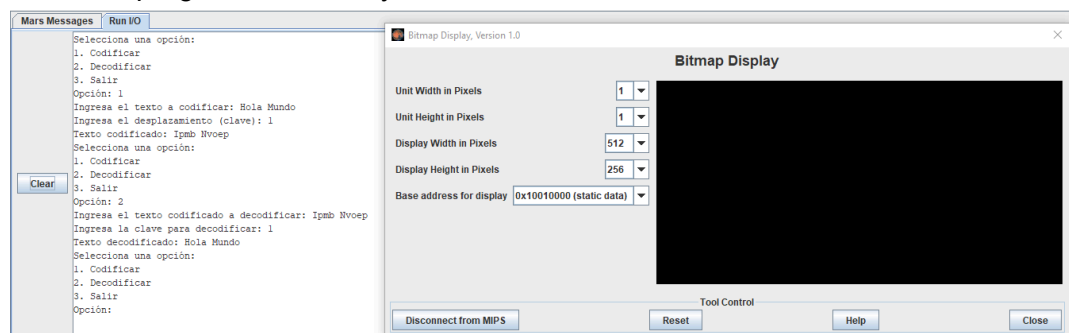 Mars Messages Run I/O
Selecciona una opción:
1. Codificar
2. Decodificar
3. Salir
Opción: 1
Ingresa el texto a codificar: Hola Mundo
Ingresa el desplazamiento (clave): 1
Texto codificado: Ipmb Nvoep
Selecciona una opción:
1. Codificar
2. Decodificar
3. Salir
Opción: 2
Ingresa el texto codificado a decodificar: Ipmb Nvoep
Ingresa la clave para decodificar: 1
Texto decodificado: Hola Mundo
Selecciona una opción:
1. Codificar
2. Decodificar
3. Salir
Opción:
Clear
Bitmap Display, Version 1.0
Bitmap Display
Unit Width in Pixels 1
Unit Height in Pixels 1
Display Width in Pixels 512
Display Height in Pixels 256
Base address for display 0x10010000 (static data)
Tool Control
Disconnect from MIPS Reset Help Close